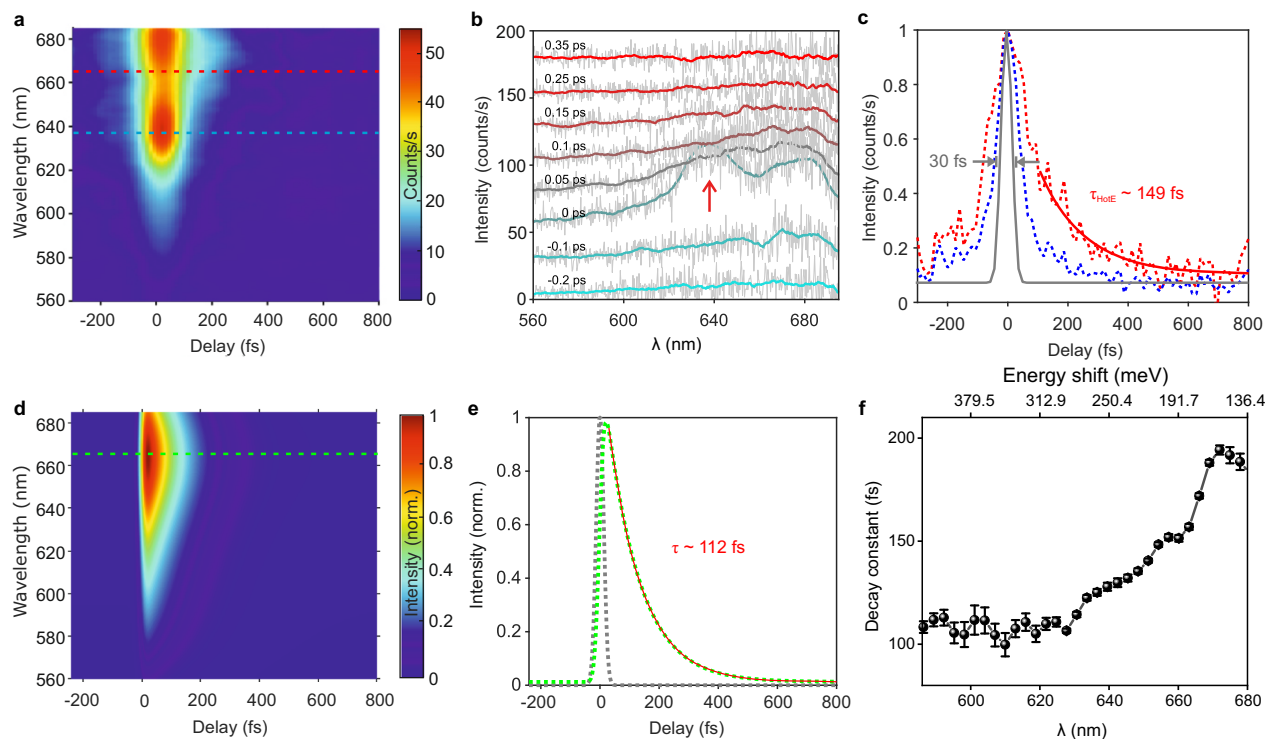 a
680
660
640
620
600
580
560
Wavelength (nm)
-200
0
200
400
600
800
Delay (fs)
50
40
30
20
10
0
Counts/s
b
200
150
100
50
0
Intensity (counts/s)
0.35 ps
0.25 ps
0.15 ps
0.1 ps
0.05 ps
0 ps
-0.1 ps
-0.2 ps
560
600
640
680
λ (nm)
c
1
0.8
0.6
0.4
0.2
0
Intensity (counts/s)
30 fs
τHotE ~ 149 fs
-200
0
200
400
600
800
Delay (fs)
d
680
660
640
620
600
580
560
Wavelength (nm)
-200
0
200
400
600
800
Delay (fs)
1
0.8
0.6
0.4
0.2
0
Intensity (norm.)
e
1
0.8
0.6
0.4
0.2
0
Intensity (norm.)
τ ~ 112 fs
-200
0
200
400
600
800
Delay (fs)
Energy shift (meV)
f
379.5
312.9
250.4
191.7
136.4
200
150
100
Decay constant (fs)
600
620
640
660
680
λ (nm)